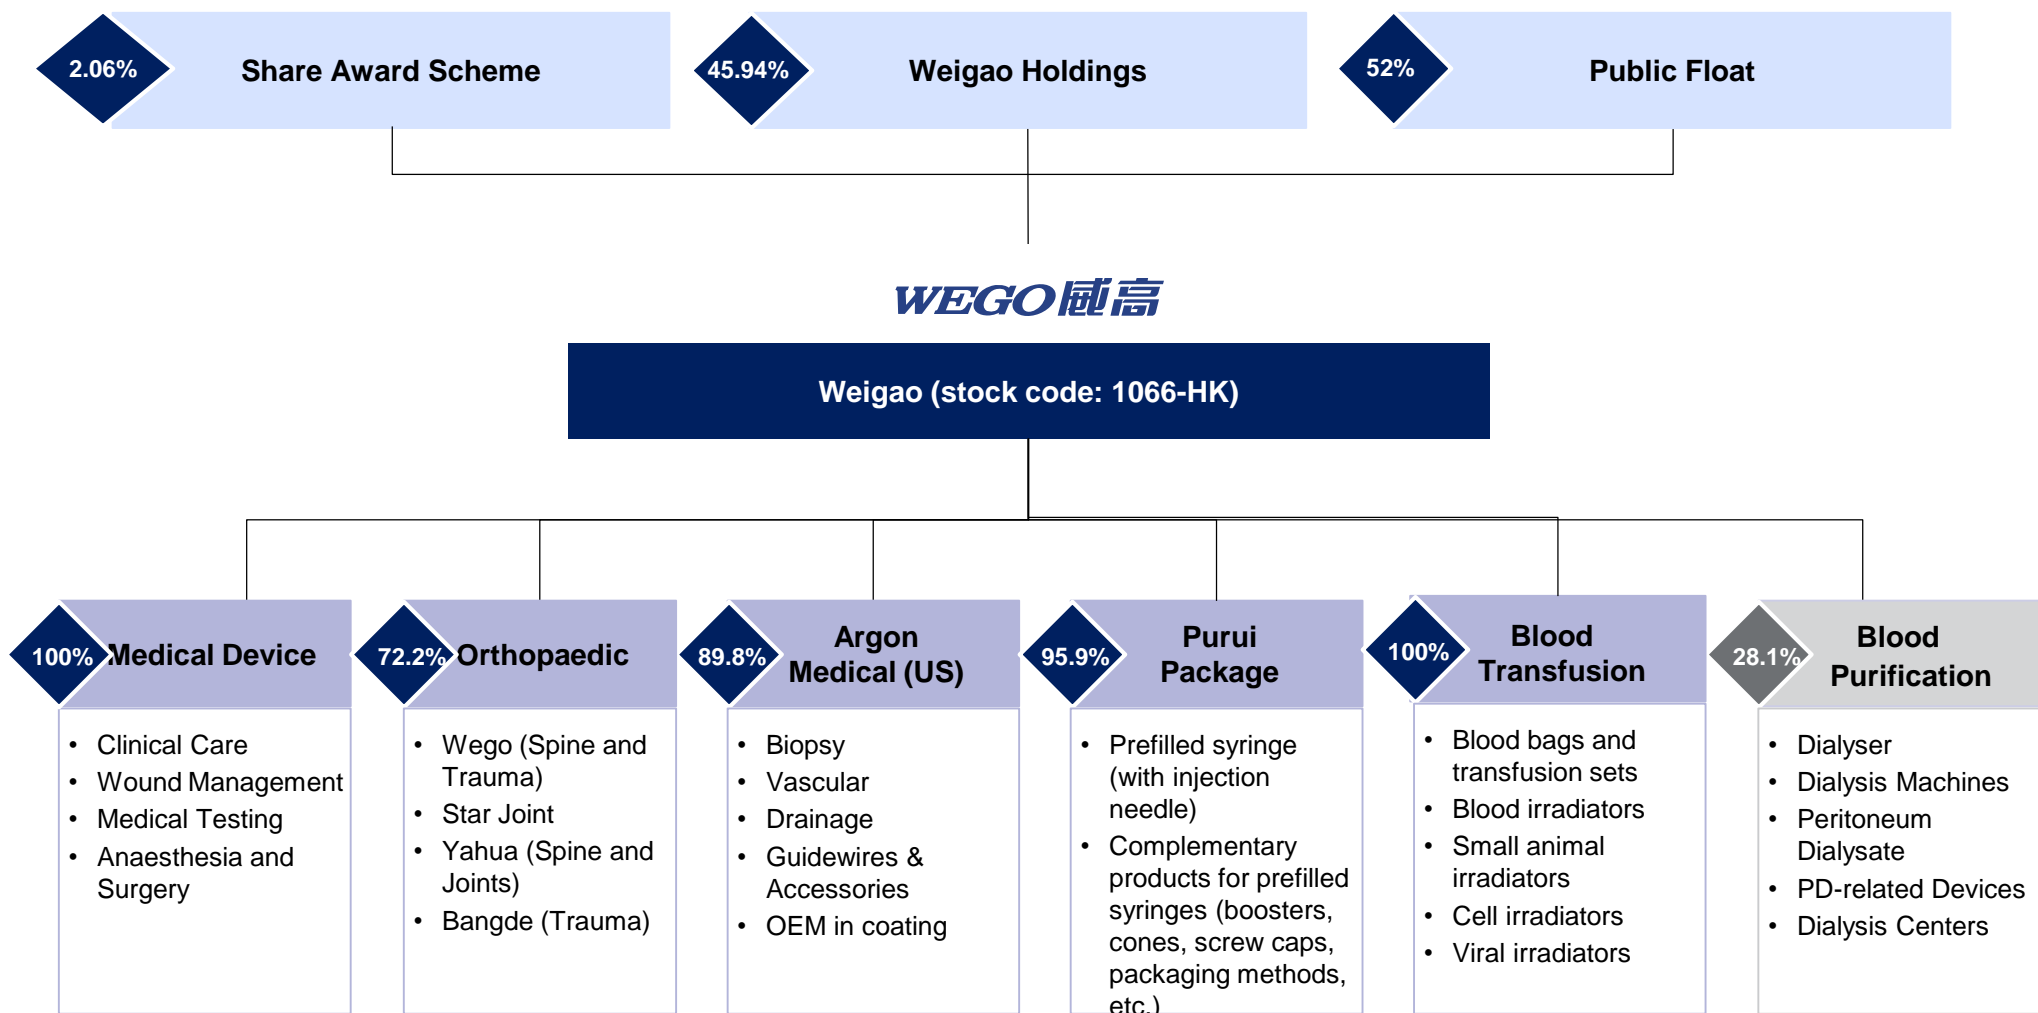 2.06%
Share Award Scheme
45.94%
Weigao Holdings
52%
Public Float
WEGO威高
Weigao (stock code: 1066-HK)
100%
Medical Device
• Clinical Care
• Wound Management
• Medical Testing
• Anaesthesia and
Surgery
72.2%
Orthopaedic
• Wego (Spine and
Trauma)
• Star Joint
• Yahua (Spine and
Joints)
• Bangde (Trauma)
89.8%
Argon
Medical (US)
• Biopsy
• Vascular
• Drainage
• Guidewires &
Accessories
• OEM in coating
95.9%
Purui
Package
• Prefilled syringe
(with injection
needle)
• Complementary
products for prefilled
syringes (boosters,
cones, screw caps,
packaging methods,
etc.)
100%
Blood
Transfusion
• Blood bags and
transfusion sets
• Blood irradiators
• Small animal
irradiators
• Cell irradiators
• Viral irradiators
28.1%
Blood
Purification
• Dialyser
• Dialysis Machines
• Peritoneum
Dialysate
• PD-related Devices
• Dialysis Centers